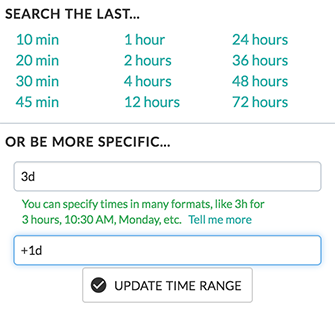 SEARCH THE LAST...
10 min 1 hour 24 hours
20 min 2 hours 36 hours
30 min 4 hours 48 hours
45 min 12 hours 72 hours
OR BE MORE SPECIFIC...
3d
You can specify times in many formats, like 3h for
3 hours, 10:30 AM, Monday, etc. Tell me more
+1d
UPDATE TIME RANGE